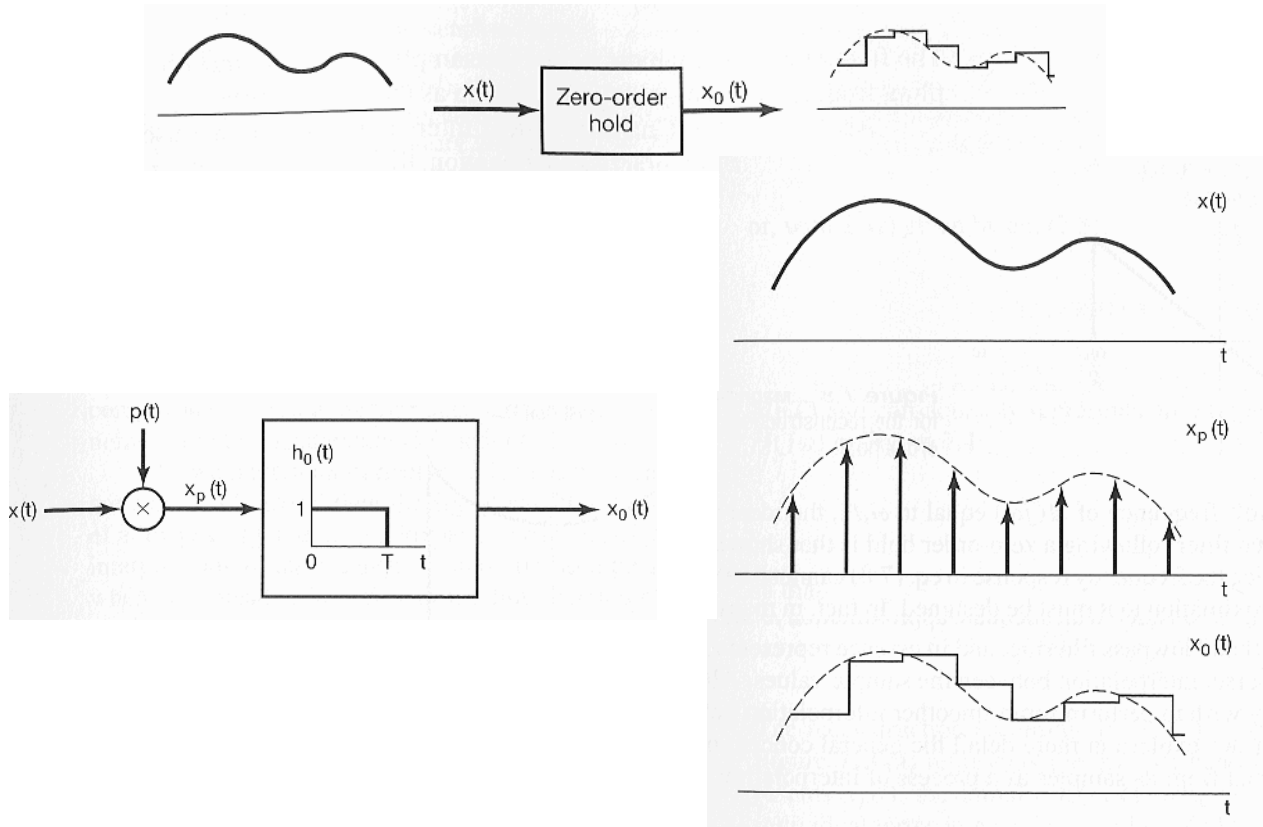 x(t)
Zero-order
hold
x₀ (t)
x(t)
t
p(t)
x(t)
×
xₚ (t)
h₀ (t)
1
0
T
t
x₀ (t)
xₚ (t)
t
x₀ (t)
t